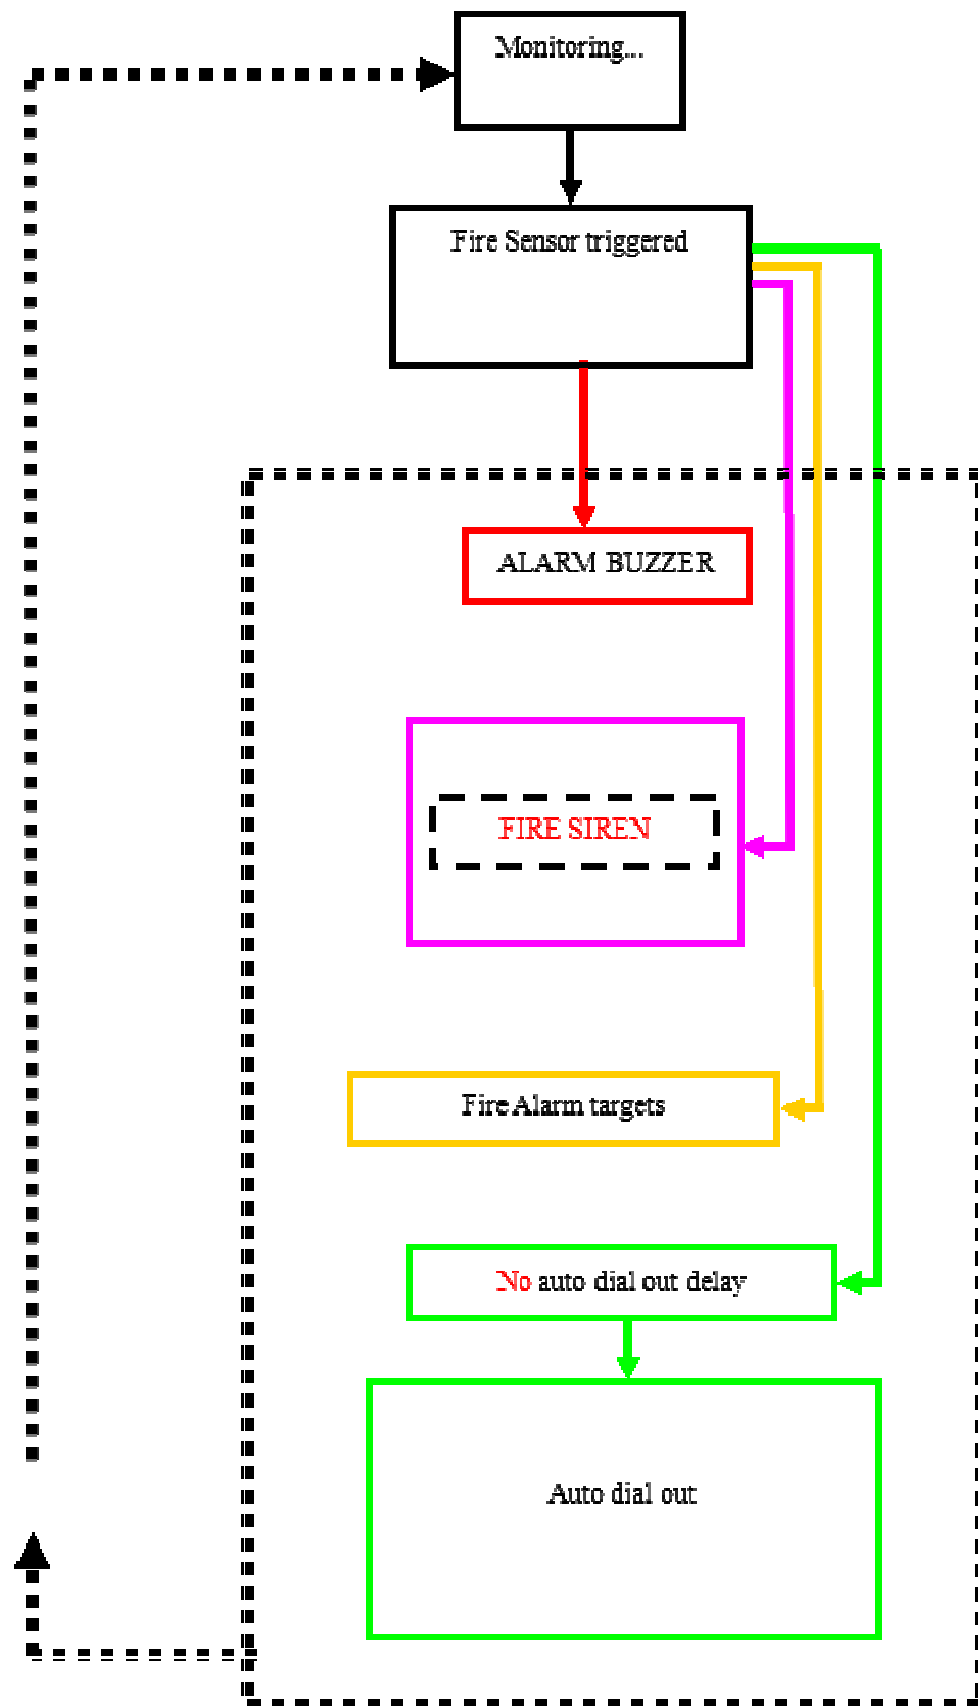 Monitoring...
Fire Sensor triggered
ALARM BUZZER
FIRE SIREN
Fire Alarm targets
No auto dial out delay
Auto dial out